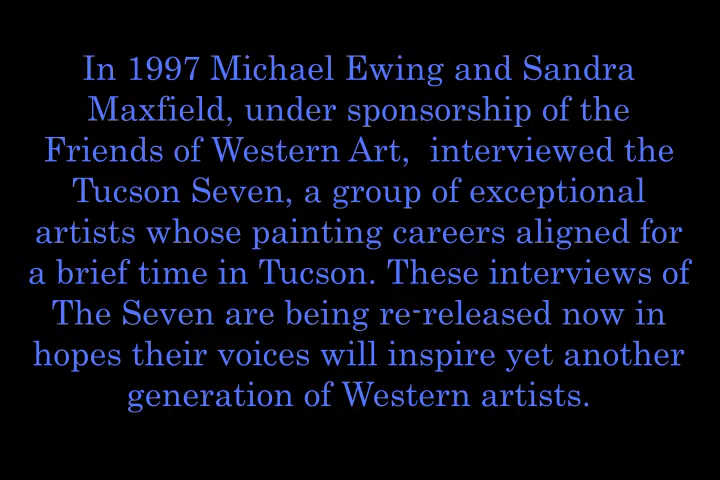 In 1997 Michael Ewing and Sandra
Maxfield, under sponsorship of the
Friends of Western Art,  interviewed the
Tucson Seven, a group of exceptional
artists whose painting careers aligned for
a brief time in Tucson. These interviews of
The Seven are being re-released now in
hopes their voices will inspire yet another
generation of Western artists.